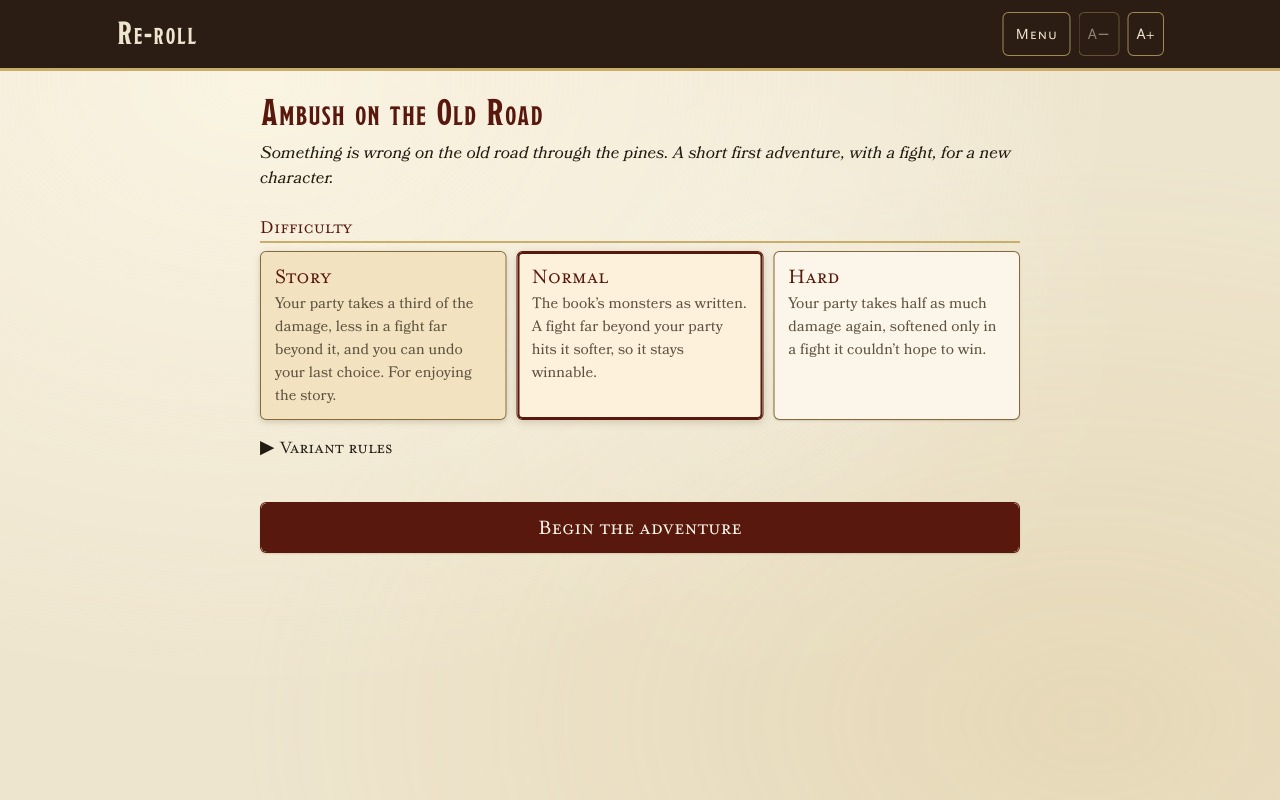 Re-roll
Menu
A−
A+
Ambush on the Old Road
Something is wrong on the old road through the pines. A short first adventure, with a fight, for a new
character.
Difficulty
Story
Your party takes a third of the
damage, less in a fight far
beyond it, and you can undo
your last choice. For enjoying
the story.
Normal
The book’s monsters as written.
A fight far beyond your party
hits it softer, so it stays
winnable.
Hard
Your party takes half as much
damage again, softened only in
a fight it couldn’t hope to win.
▶ Variant rules
Begin the adventure